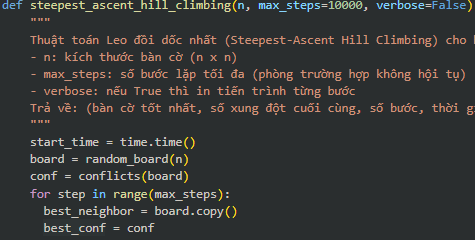 def steepest_ascent_hill_climbing(n, max_steps=10000, verbose=False)
"""
Thuật toán Leo đồi dốc nhất (Steepest-Ascent Hill Climbing) cho
- n: kích thước bàn cờ (n x n)
- max_steps: số bước lặp tối đa (phòng trường hợp không hội tụ)
- verbose: nếu True thì in tiến trình từng bước
Trả về: (bàn cờ tốt nhất, số xung đột cuối cùng, số bước, thời
"""
start_time = time.time()
board = random_board(n)
conf = conflicts(board)
for step in range(max_steps):
best_neighbor = board.copy()
best_conf = conf